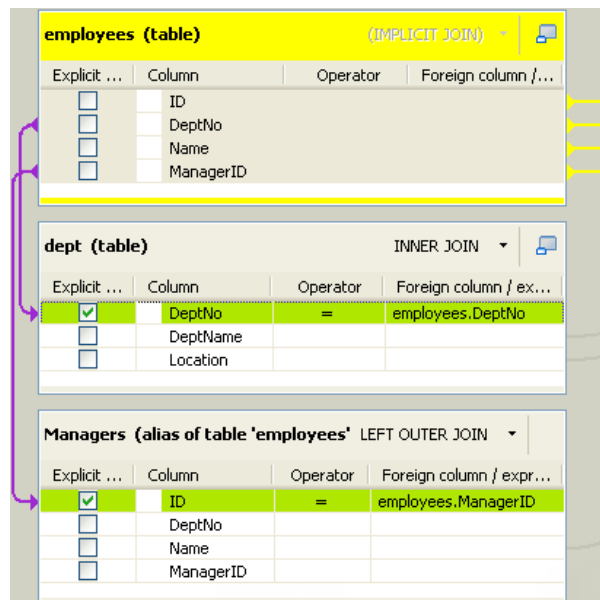 employees (table) (IMPLICIT JOIN)
Explicit ... Column Operator Foreign column /...
ID
DeptNo
Name
ManagerID
dept (table) INNER JOIN
Explicit ... Column Operator Foreign column / ex...
DeptNo = employees.DeptNo
DeptName
Location
Managers (alias of table 'employees' LEFT OUTER JOIN
Explicit ... Column Operator Foreign column / expr...
ID = employees.ManagerID
DeptNo
Name
ManagerID